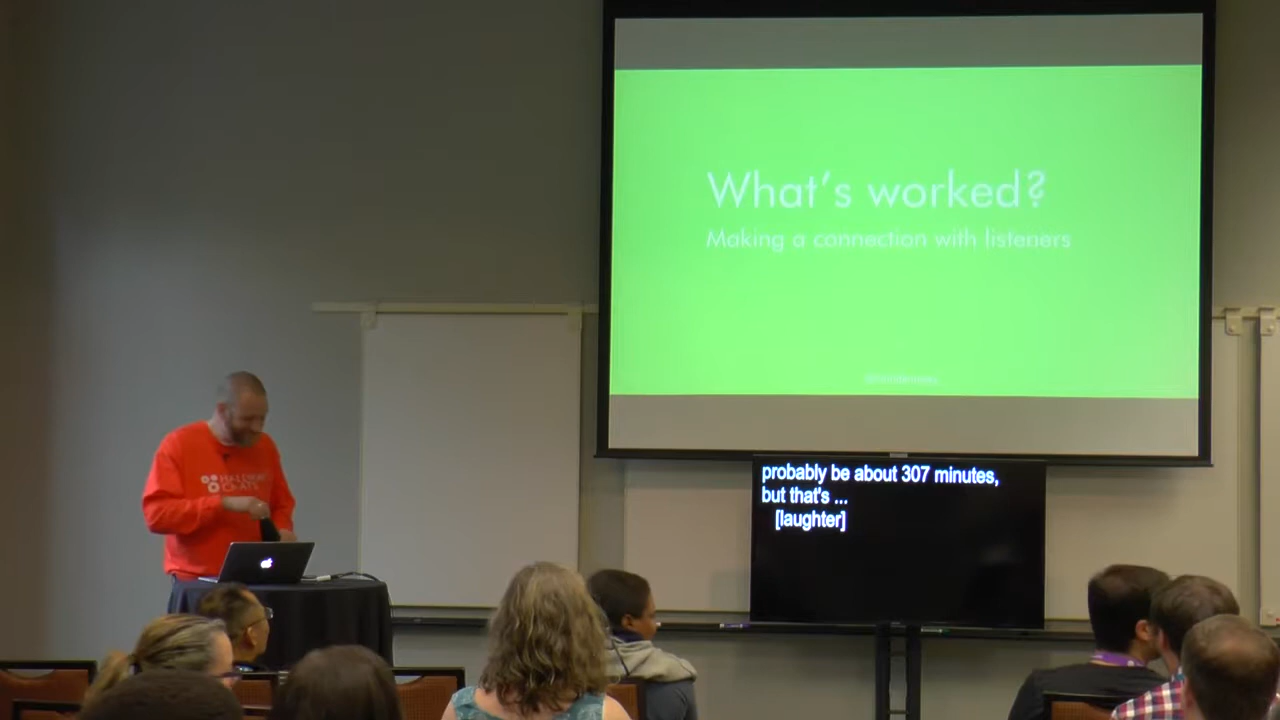 What's worked?
Making a connection with listeners
probably be about 307 minutes,
but that's ...
[laughter]